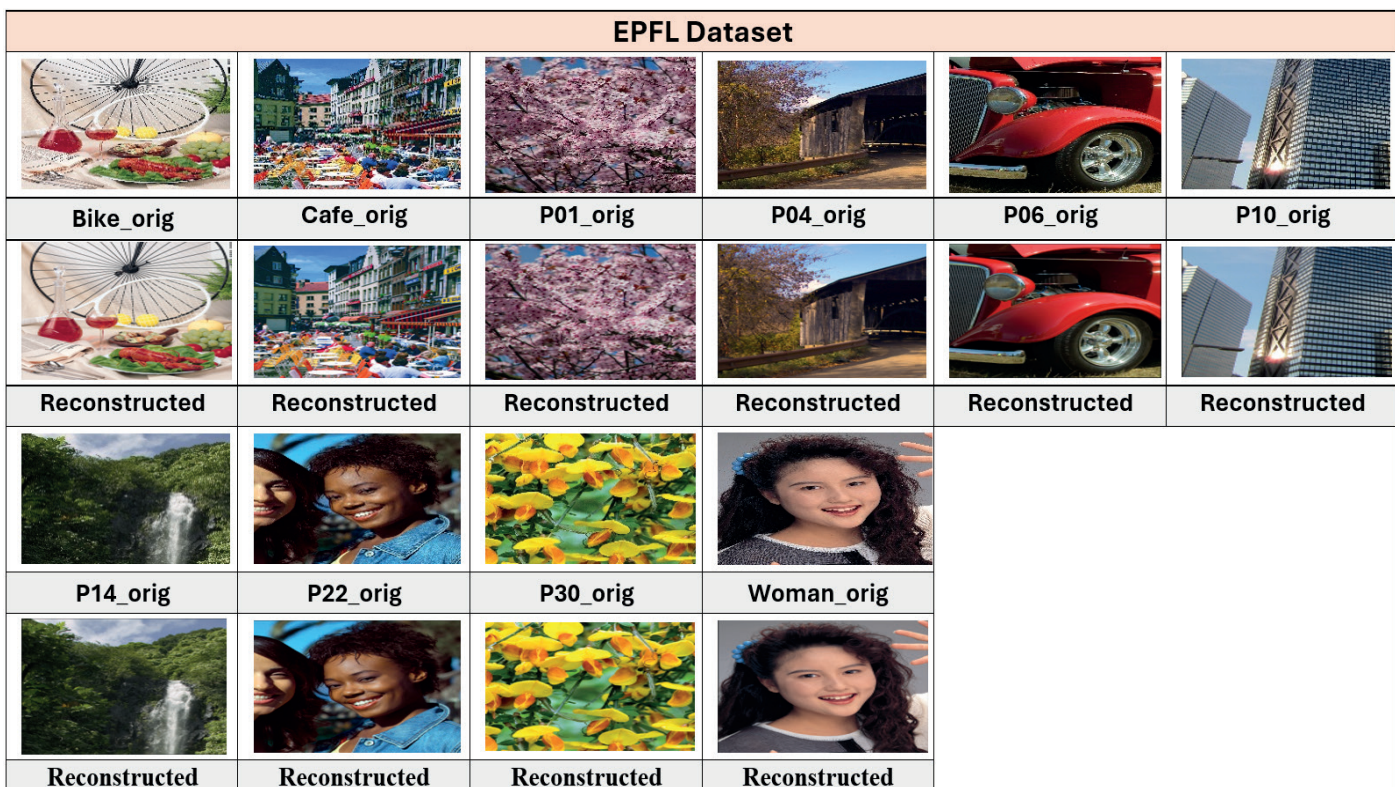 EPFL Dataset
Bike_orig Cafe_orig P01_orig P04_orig P06_orig P10_orig
Reconstructed Reconstructed Reconstructed Reconstructed Reconstructed Reconstructed
P14_orig P22_orig P30_orig Woman_orig
Reconstructed Reconstructed Reconstructed Reconstructed